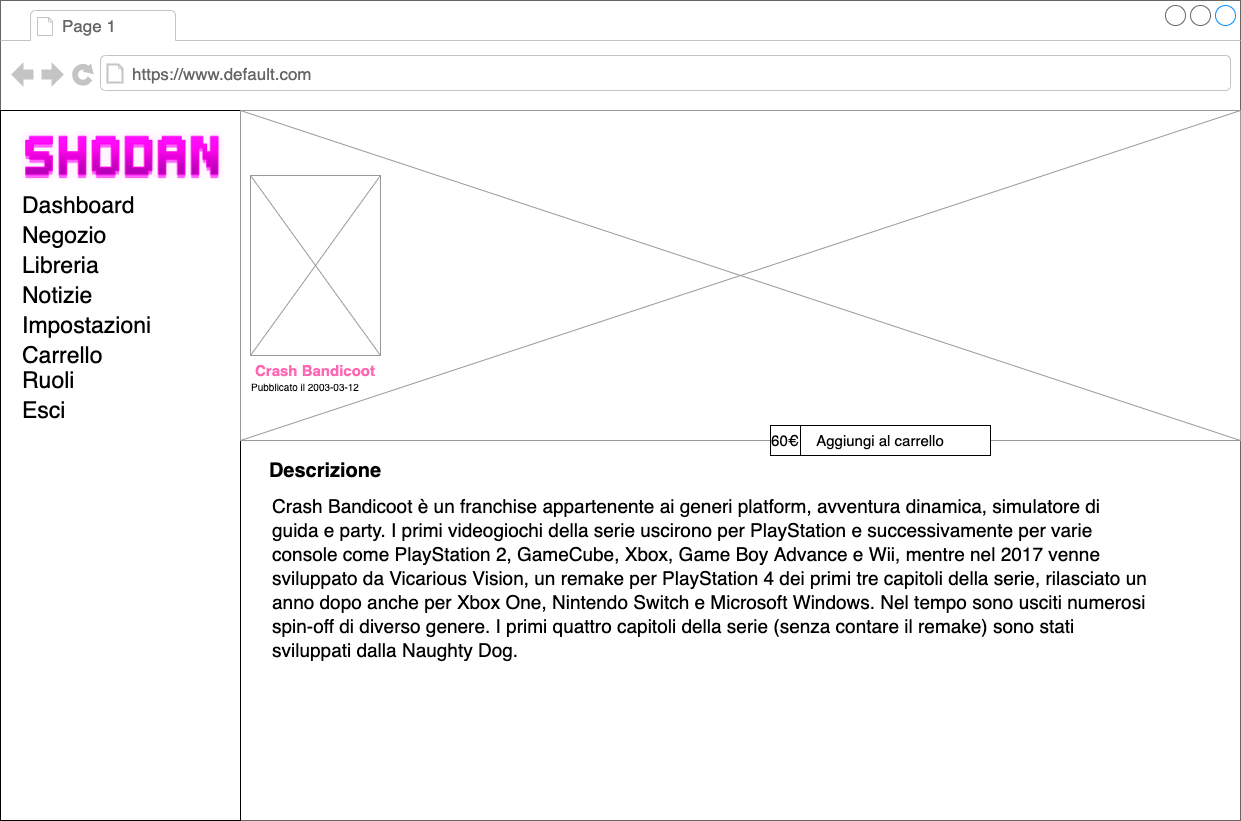 Page 1
https://www.default.com
SHODAN
Dashboard
Negozio
Libreria
Notizie
Impostazioni
Carrello
Ruoli
Esci
Crash Bandicoot
Pubblicato il 2003-03-12
60€ Aggiungi al carrello
Descrizione
Crash Bandicoot è un franchise appartenente ai generi platform, avventura dinamica, simulatore di
guida e party. I primi videogiochi della serie uscirono per PlayStation e successivamente per varie
console come PlayStation 2, GameCube, Xbox, Game Boy Advance e Wii, mentre nel 2017 venne
sviluppato da Vicarious Vision, un remake per PlayStation 4 dei primi tre capitoli della serie, rilasciato un
anno dopo anche per Xbox One, Nintendo Switch e Microsoft Windows. Nel tempo sono usciti numerosi
spin-off di diverso genere. I primi quattro capitoli della serie (senza contare il remake) sono stati
sviluppati dalla Naughty Dog.